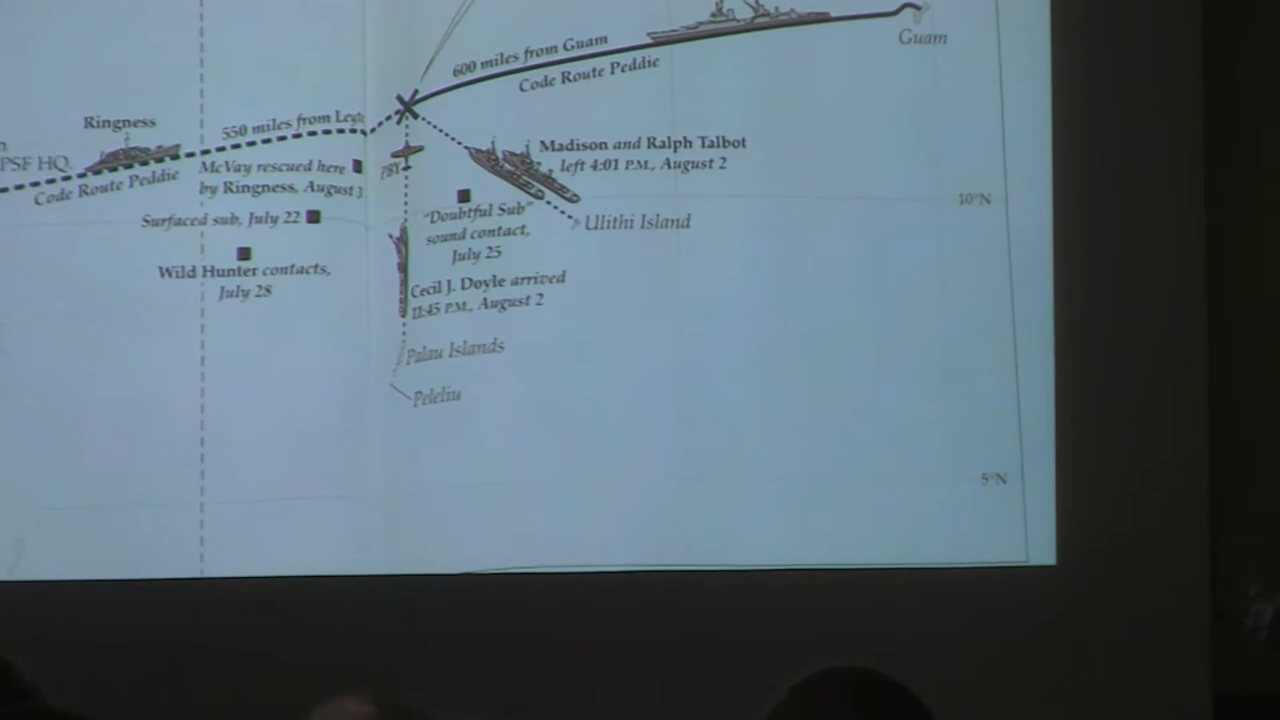 Guam
600 miles from Guam
Code Route Peddie
Ringness
550 miles from Leyte
PSF HQ
Code Route Peddie
McVay rescued here
by Ringness, August 3
PBY
Madison and Ralph Talbot
left 4:01 P.M., August 2
10°N
Surfaced sub, July 22
"Doubtful Sub"
sound contact,
July 25
Ulithi Island
Wild Hunter contacts,
July 28
Cecil J. Doyle arrived
11:45 P.M., August 2
Palau Islands
Peleliu
5°N